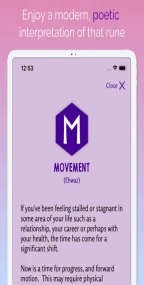 Enjoy a modern, poetic
interpretation of that rune
12:53
Close X
MOVEMENT
(Ehwaz)
If you've been feeling stalled or stagnant in
some area of your life such as a
relationship, your career or perhaps with
your health, the time has come for a
significant shift.
Now is a time for progress, and forward
motion. This may require physical